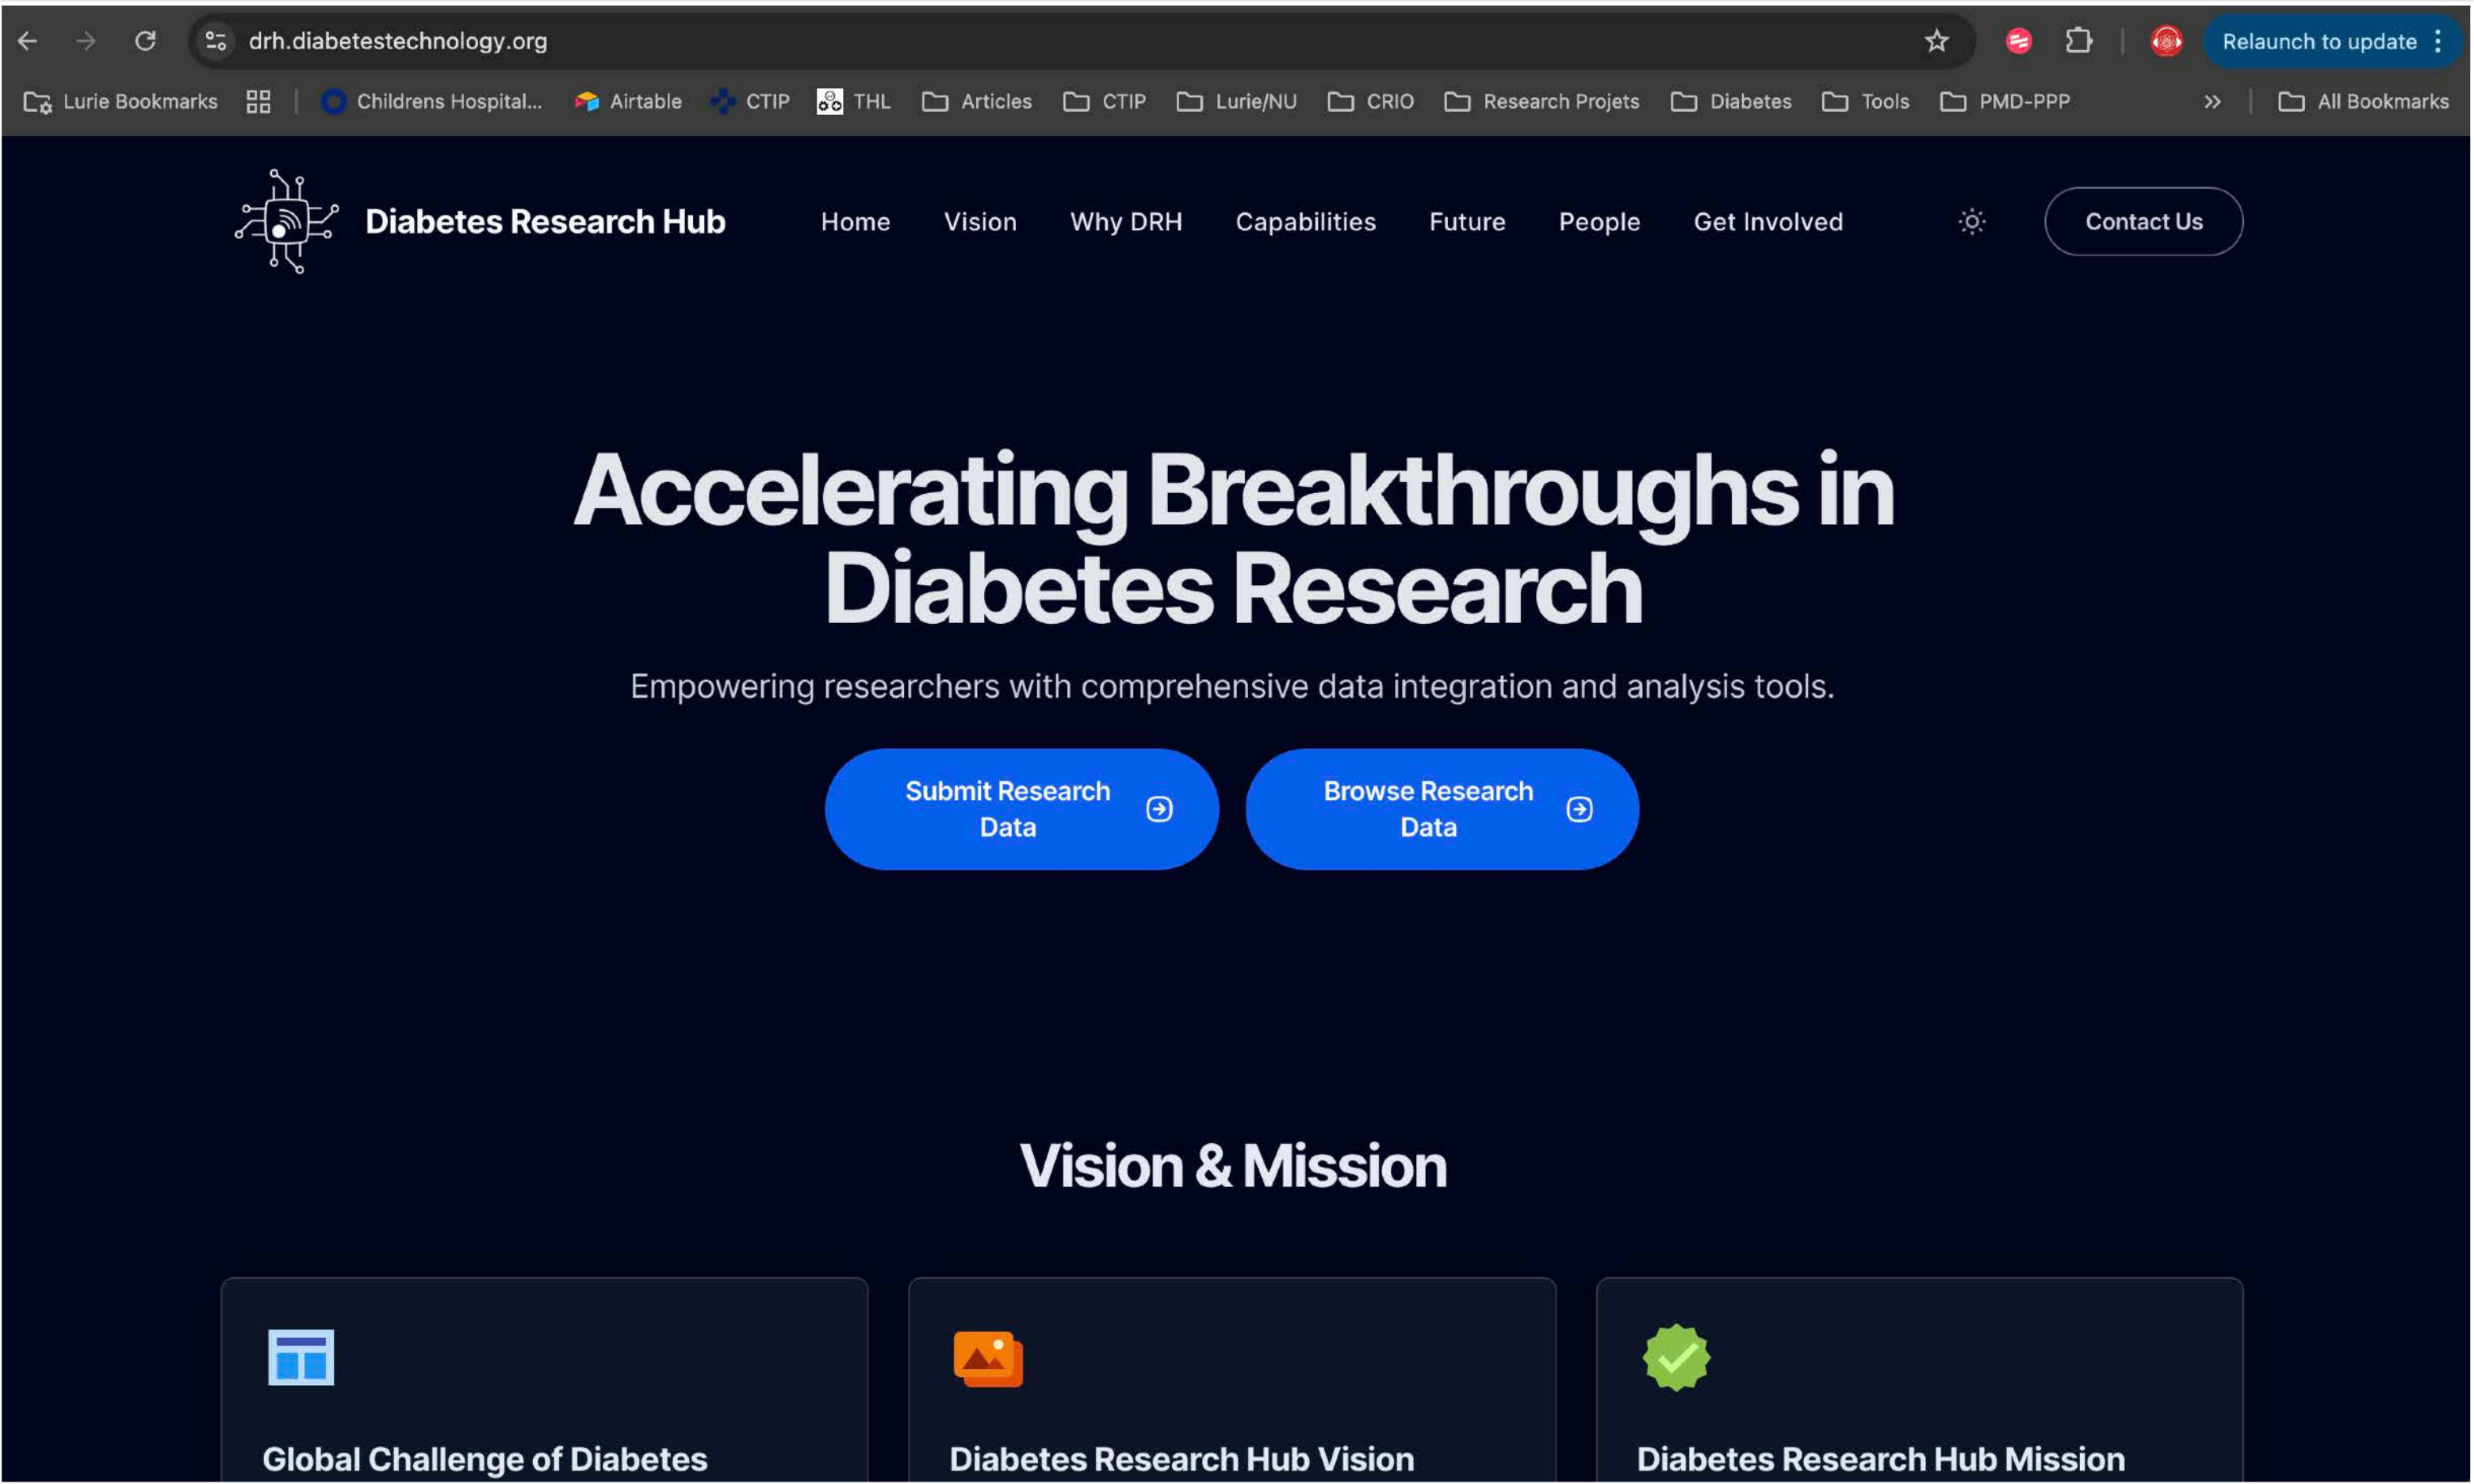 drh.diabetestechnology.org
Relaunch to update
Lurie Bookmarks
Childrens Hospital...
Airtable
CTIP
THL
Articles
CTIP
Lurie/NU
CRIO
Research Projets
Diabetes
Tools
PMD-PPP
All Bookmarks
Diabetes Research Hub
Home
Vision
Why DRH
Capabilities
Future
People
Get Involved
Contact Us
Accelerating Breakthroughs in
Diabetes Research
Empowering researchers with comprehensive data integration and analysis tools.
Submit Research
Data
Browse Research
Data
Vision & Mission
Global Challenge of Diabetes
Diabetes Research Hub Vision
Diabetes Research Hub Mission